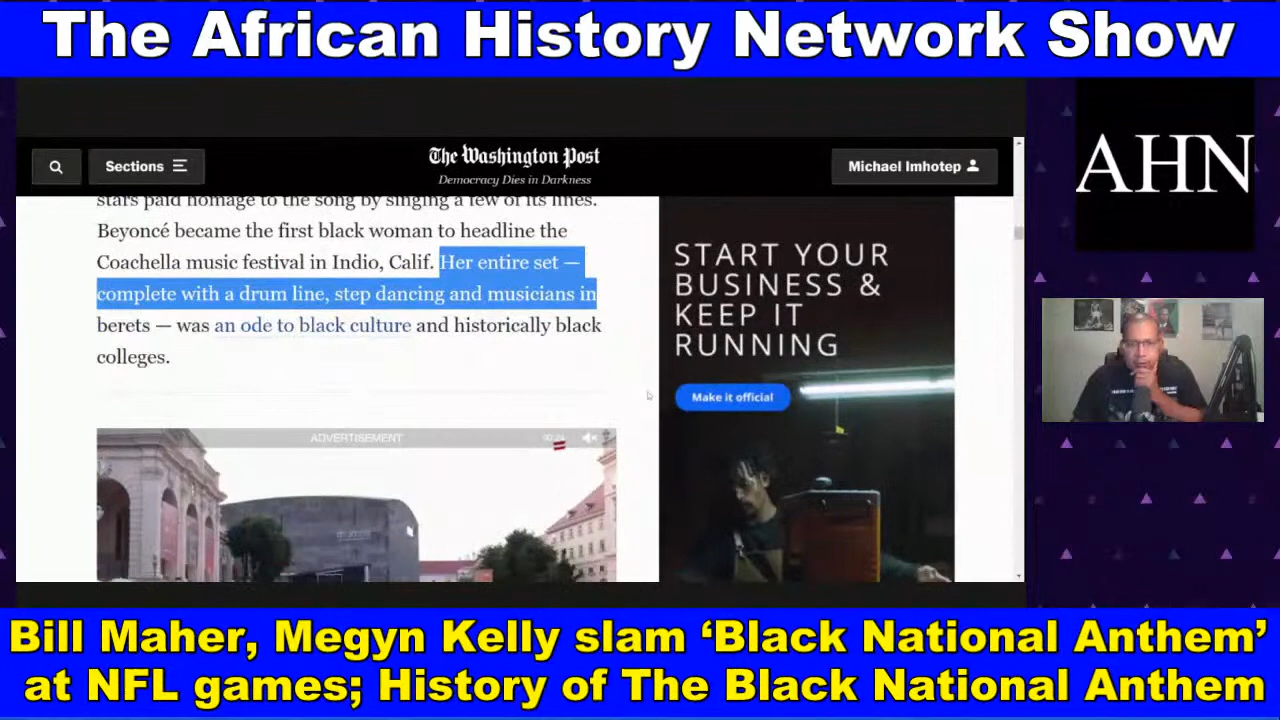 The African History Network Show
AHN
Sections
The Washington Post
Democracy Dies in Darkness
Michael Imhotep
stars paid homage to the song by singing a few of its lines.
Beyoncé became the first black woman to headline the
Coachella music festival in Indio, Calif. Her entire set —
complete with a drum line, step dancing and musicians in
berets — was an ode to black culture and historically black
colleges.
START YOUR
BUSINESS &
KEEP IT
RUNNING
Make it official
ADVERTISEMENT
Bill Maher, Megyn Kelly slam ‘Black National Anthem’
at NFL games; History of The Black National Anthem